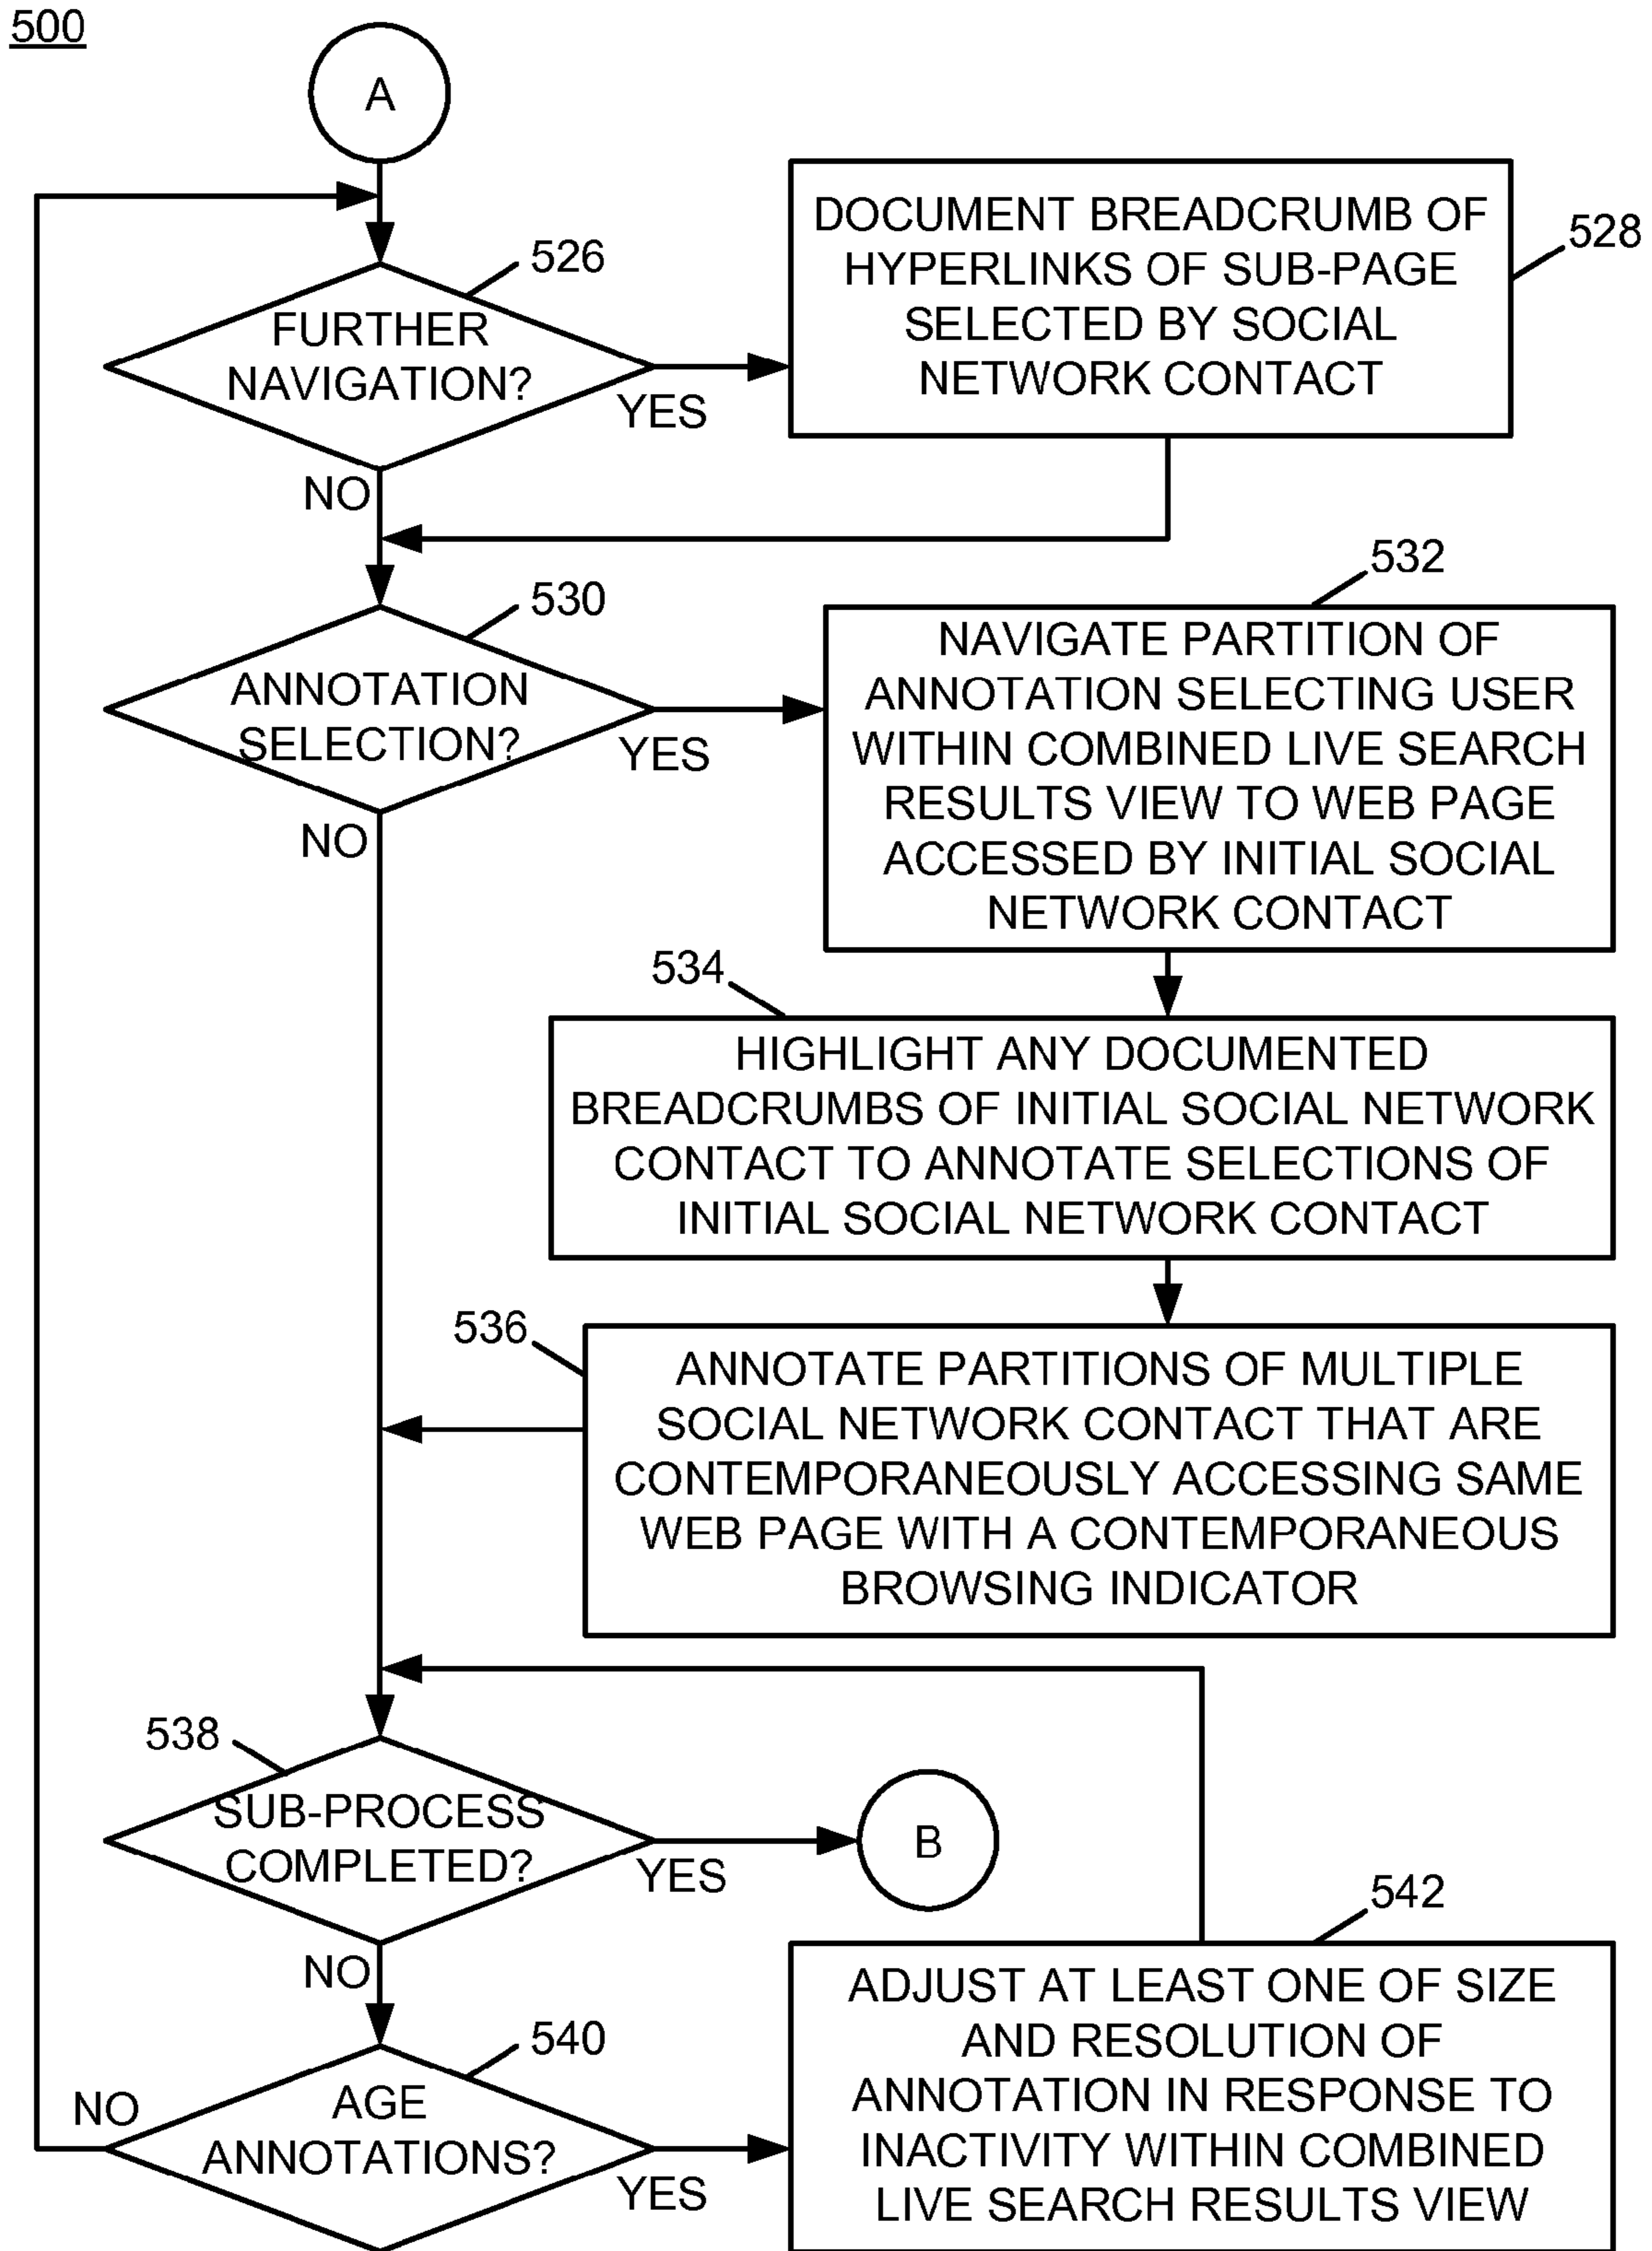 500
A
526
FURTHER
NAVIGATION?
YES
NO
DOCUMENT BREADCRUMB OF
HYPERLINKS OF SUB-PAGE
SELECTED BY SOCIAL
NETWORK CONTACT
528
530
ANNOTATION
SELECTION?
YES
NO
532
NAVIGATE PARTITION OF
ANNOTATION SELECTING USER
WITHIN COMBINED LIVE SEARCH
RESULTS VIEW TO WEB PAGE
ACCESSED BY INITIAL SOCIAL
NETWORK CONTACT
534
HIGHLIGHT ANY DOCUMENTED
BREADCRUMBS OF INITIAL SOCIAL NETWORK
CONTACT TO ANNOTATE SELECTIONS OF
INITIAL SOCIAL NETWORK CONTACT
536
ANNOTATE PARTITIONS OF MULTIPLE
SOCIAL NETWORK CONTACT THAT ARE
CONTEMPORANEOUSLY ACCESSING SAME
WEB PAGE WITH A CONTEMPORANEOUS
BROWSING INDICATOR
538
SUB-PROCESS
COMPLETED?
YES
B
NO
540
AGE
ANNOTATIONS?
NO
YES
542
ADJUST AT LEAST ONE OF SIZE
AND RESOLUTION OF
ANNOTATION IN RESPONSE TO
INACTIVITY WITHIN COMBINED
LIVE SEARCH RESULTS VIEW